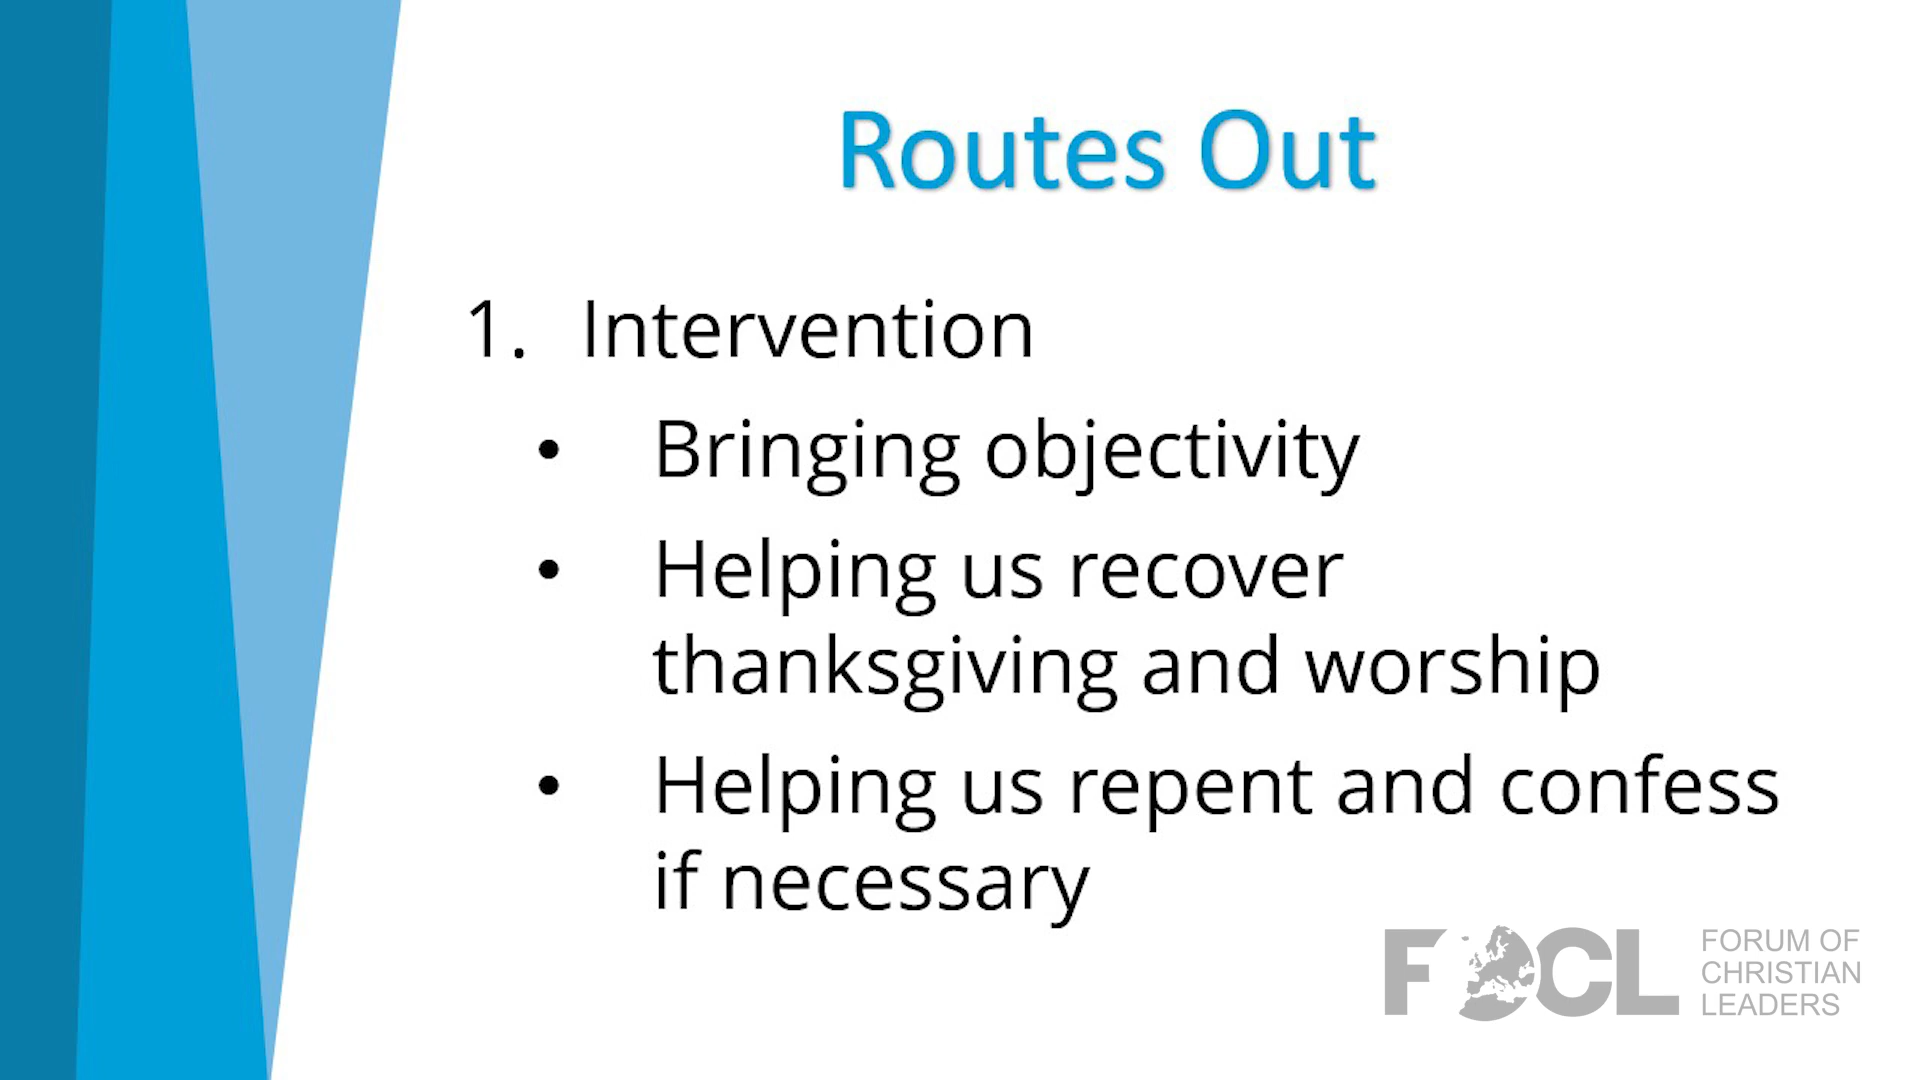 Routes Out
1. Intervention
• Bringing objectivity
• Helping us recover
thanksgiving and worship
• Helping us repent and confess
if necessary
FOCL
FORUM OF
CHRISTIAN
LEADERS